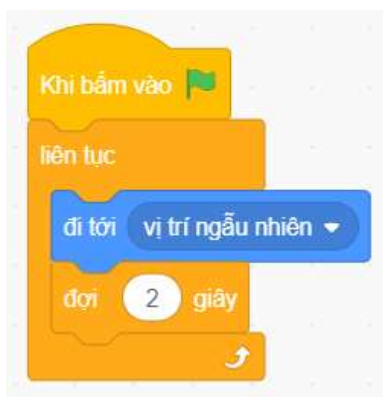 Khi bấm vào
liên tục
đi tới vị trí ngẫu nhiên
đợi 2 giây